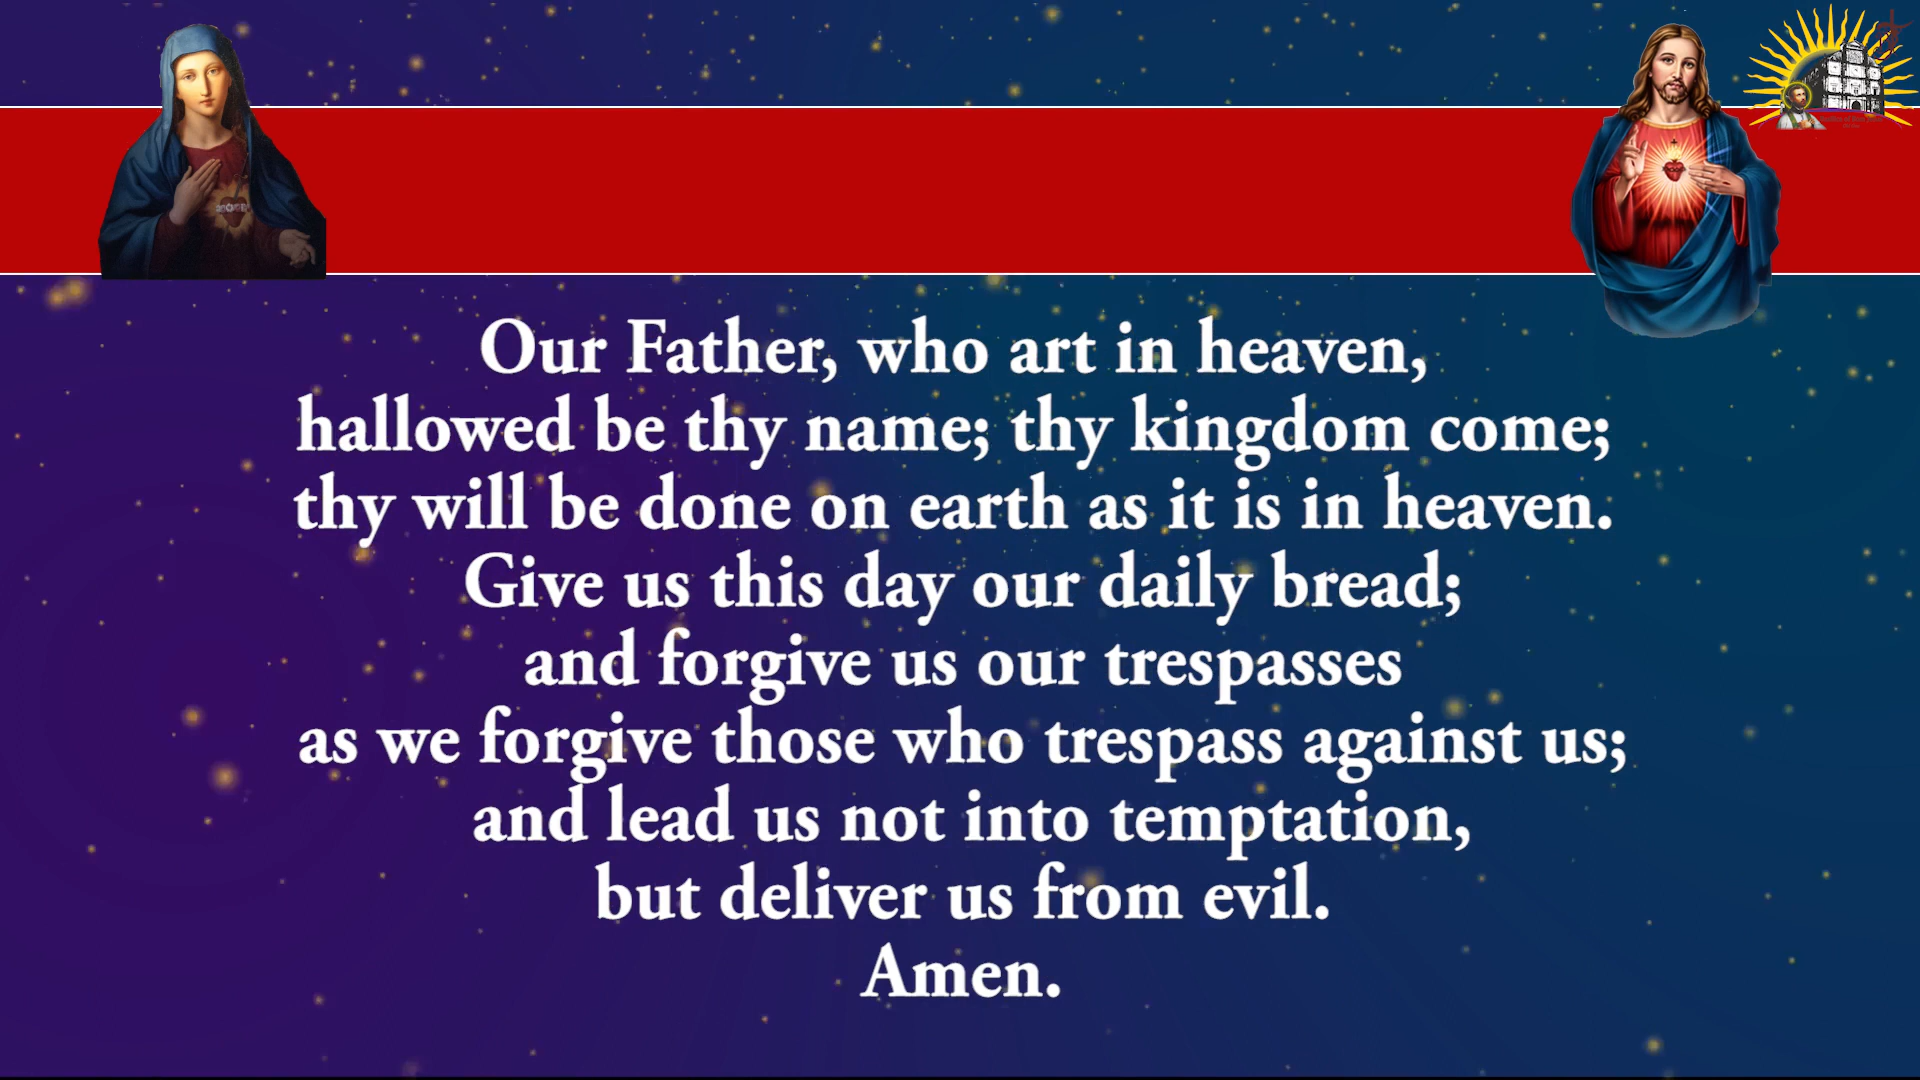 Our Father, who art in heaven,
hallowed be thy name; thy kingdom come;
thy will be done on earth as it is in heaven.
Give us this day our daily bread;
and forgive us our trespasses
as we forgive those who trespass against us;
and lead us not into temptation,
but deliver us from evil.
Amen.